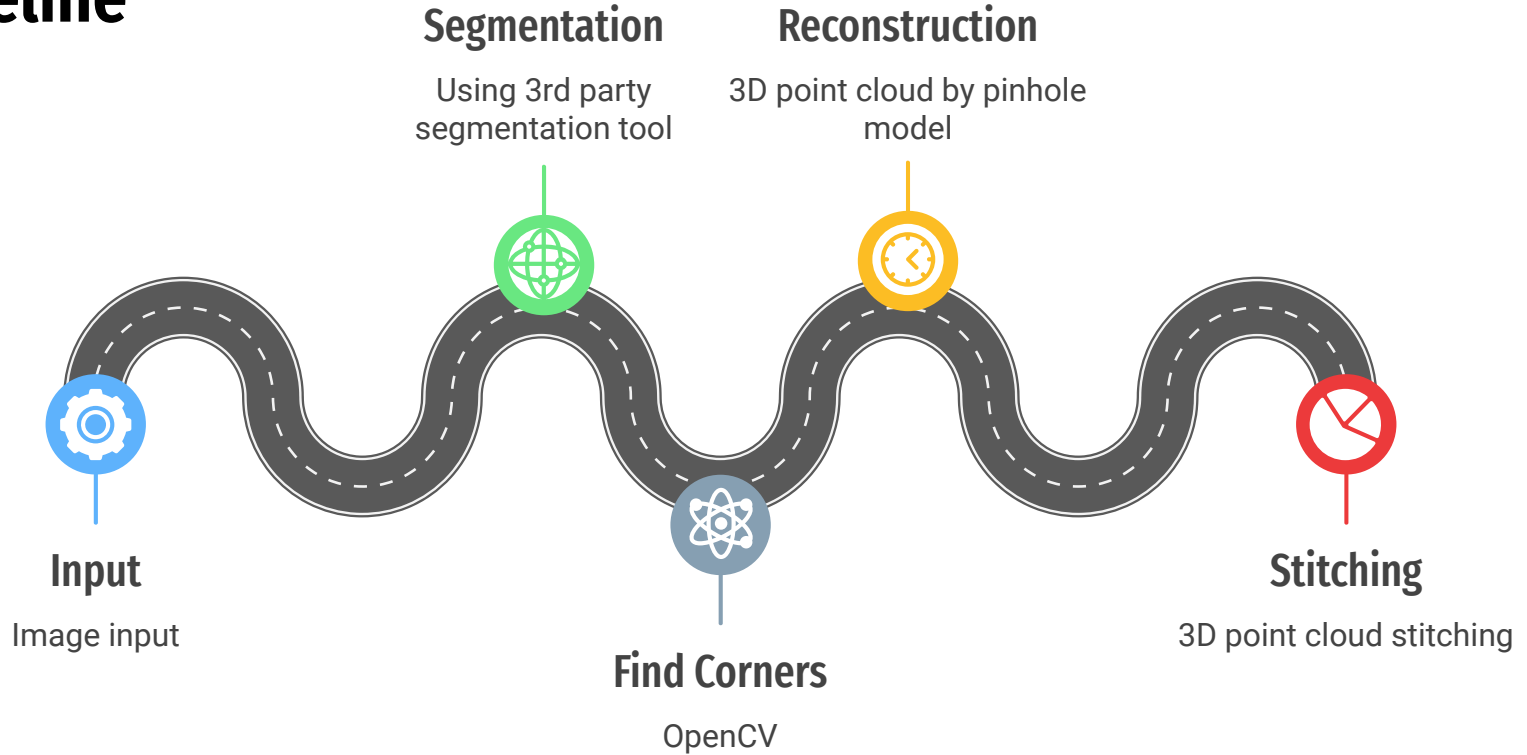 Segmentation
Using 3rd party
segmentation tool
Reconstruction
3D point cloud by pinhole
model
Input
Image input
Find Corners
OpenCV
Stitching
3D point cloud stitching